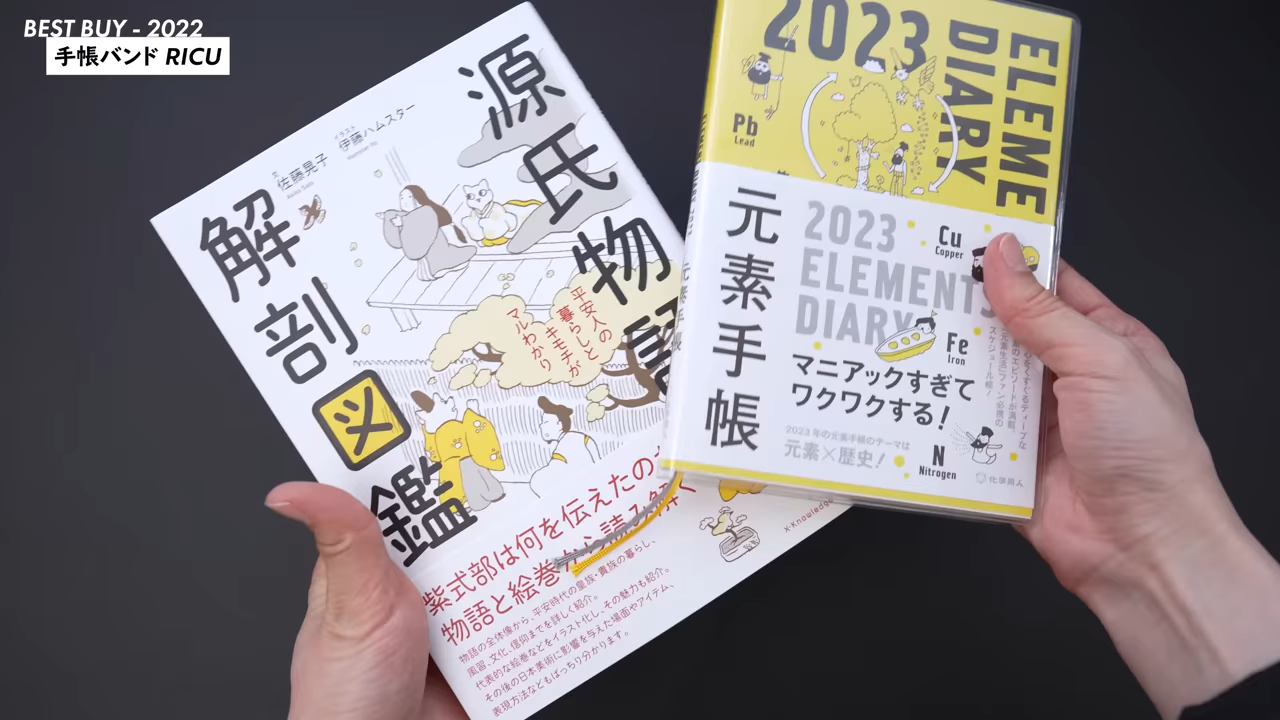 BEST BUY - 2022
手帳バンド RICU
源氏物語
解剖図鑑
文
佐藤晃子
Akiko Sato
イラスト
伊藤ハムスター
平安人の
暮らしと
キモチが
マルわかり
紫式部は何を伝えたの
物語と絵巻から読み解く
物語の全体像から、平安時代の皇族・貴族の暮らし、
風習、文化、信仰までを詳しく紹介。
代表的な絵巻などをイラスト化し、その魅力も紹介。
その後の日本美術に影響を与えた場面やアイテム、
表現方法などもばっちり分かります。
X-Knowledge
2023
ELEME
DIARY
Pb
Lead
元素手帳
2023
ELEMENTS
DIARY
Cu
Copper
Fe
Iron
マニアックすぎて
ワクワクする!
2023年の元素手帳のテーマは
元素×歴史!
N
Nitrogen
化学同人